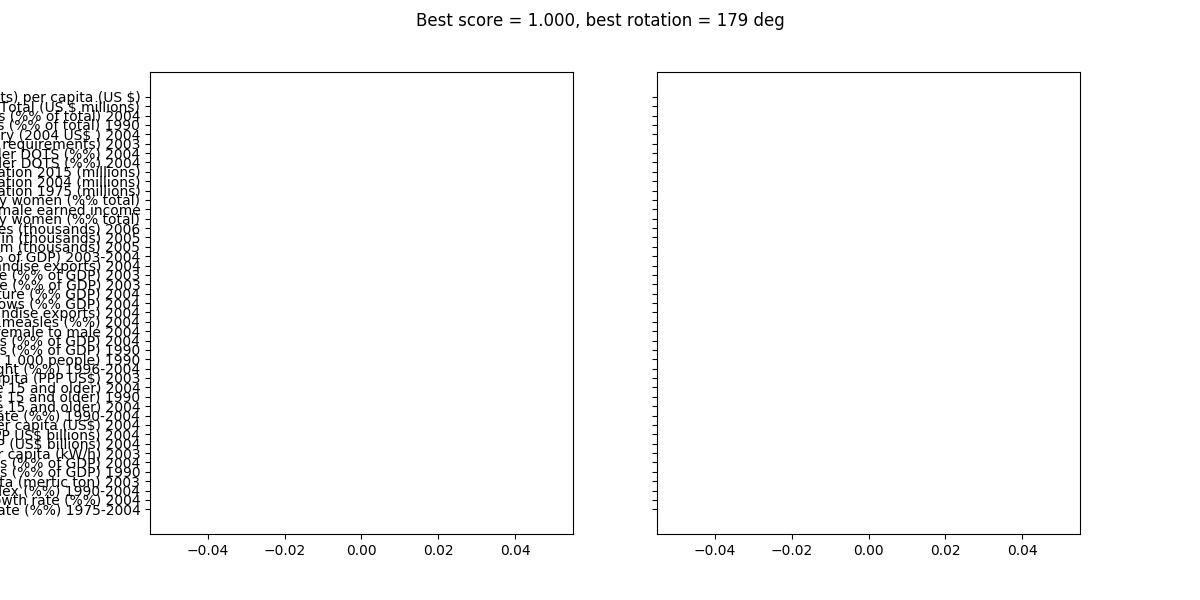 Best score = 1.000, best rotation = 179 deg
ts) per capita (US $)
Total (US $ millions)
s (%% of total) 2004
s (%% of total) 1990
ry (2004 US$ ) 2004
requirements) 2003
er DOTS (%%) 2004
er DOTS (%%) 2004
ation 2015 (millions)
ation 2004 (millions)
ation 1975 (millions)
y women (%% total)
male earned income
y women (%% total)
es (thousands) 2006
in (thousands) 2005
m (thousands) 2005
of GDP) 2003-2004
ndise exports) 2004
e (%% of GDP) 2003
e (%% of GDP) 2003
ture (%% GDP) 2004
ows (%% GDP) 2004
ndise exports) 2004
measles (%%) 2004
emale to male 2004
s (%% of GDP) 2004
s (%% of GDP) 1990
1 000 people) 1990
ght (%%) 1996-2004
pita (PPP US$) 2003
e 15 and older) 2004
e 15 and older) 1990
e 15 and older) 2004
ate (%%) 1990-2004
er capita (US$) 2004
PP US$ billions) 2004
P (US$ billions) 2004
r capita (kW/h) 2003
s (%% of GDP) 2004
s (%% of GDP) 1990
ta (mertic ton) 2003
ex (%%) 1990-2004
owth rate (%%) 2004
ate (%%) 1975-2004
−0.04 −0.02 0.00 0.02 0.04
−0.04 −0.02 0.00 0.02 0.04